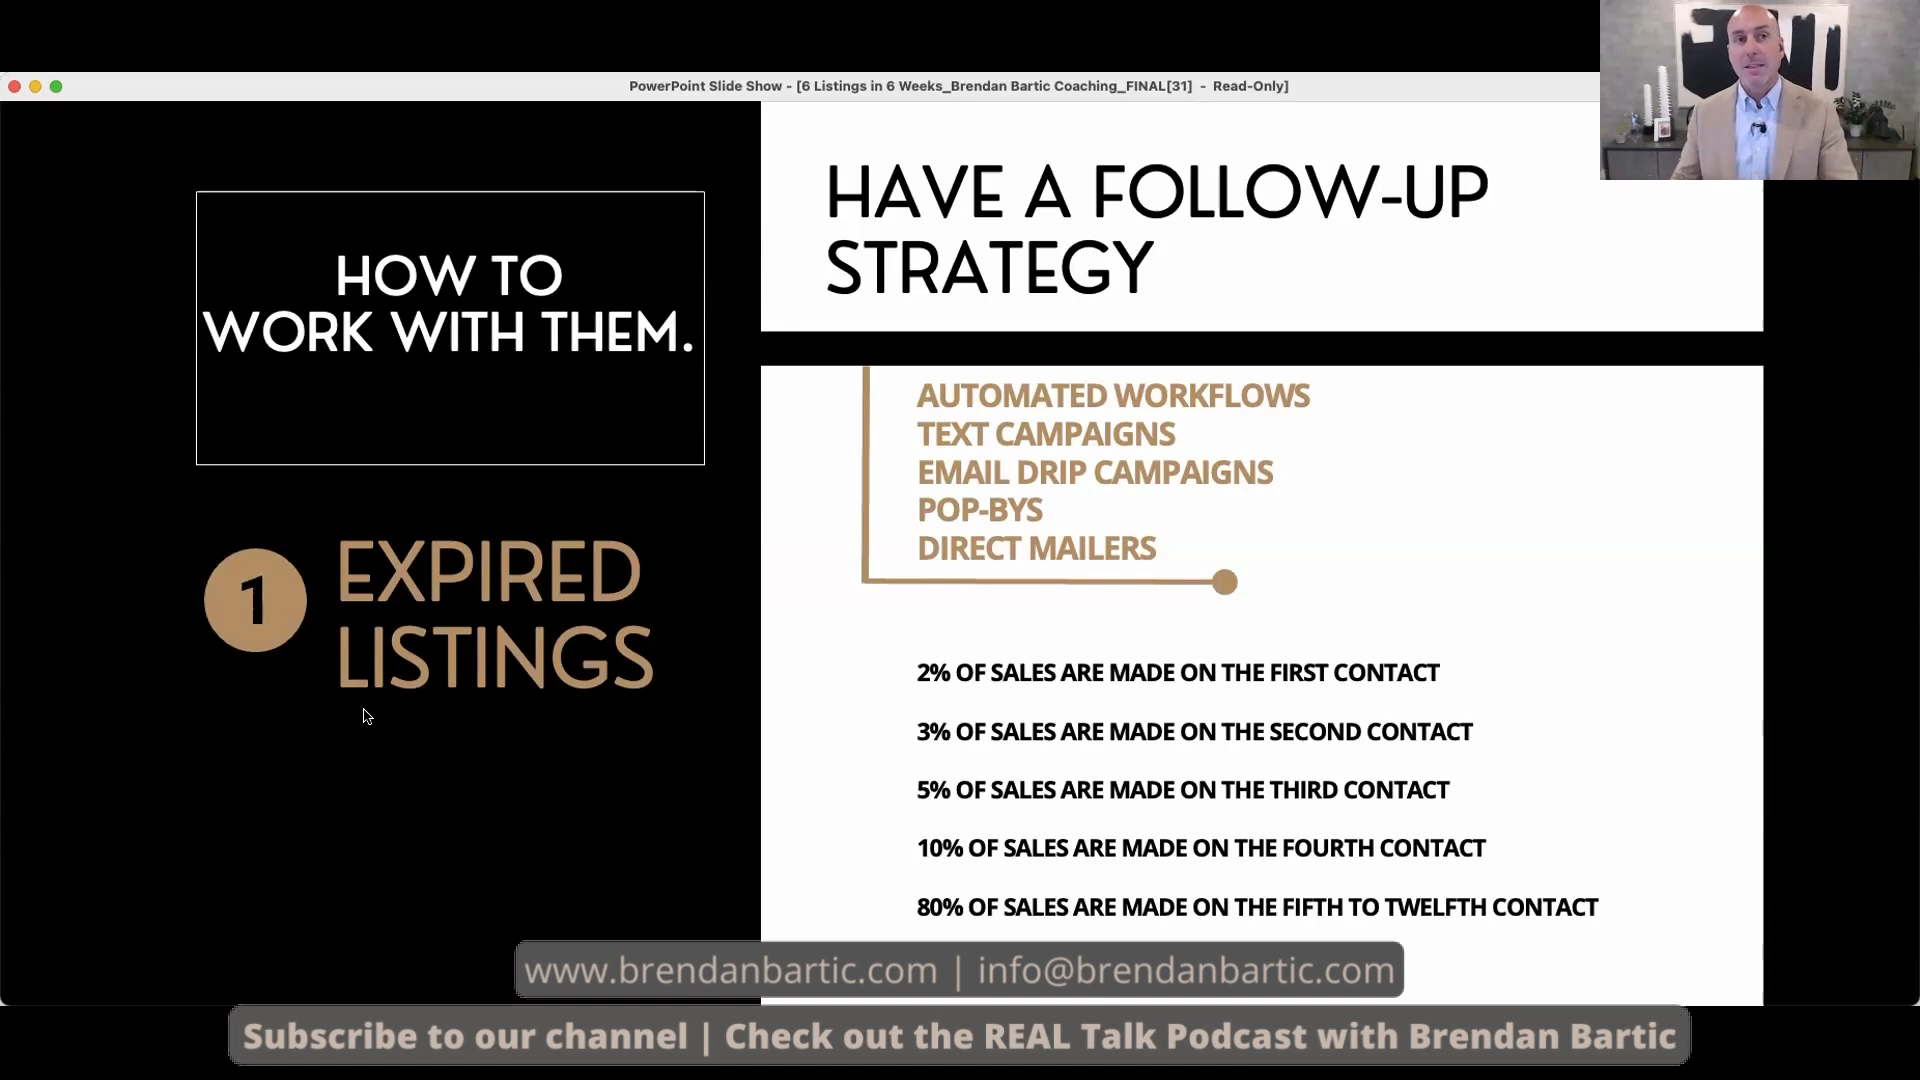 PowerPoint Slide Show - [6 Listings in 6 Weeks_Brendan Bartic Coaching_FINAL[31] - Read-Only]
HOW TO
WORK WITH THEM.
1
EXPIRED
LISTINGS
HAVE A FOLLOW-UP
STRATEGY
AUTOMATED WORKFLOWS
TEXT CAMPAIGNS
EMAIL DRIP CAMPAIGNS
POP-BYS
DIRECT MAILERS
2% OF SALES ARE MADE ON THE FIRST CONTACT
3% OF SALES ARE MADE ON THE SECOND CONTACT
5% OF SALES ARE MADE ON THE THIRD CONTACT
10% OF SALES ARE MADE ON THE FOURTH CONTACT
80% OF SALES ARE MADE ON THE FIFTH TO TWELFTH CONTACT
www.brendanbartic.com | info@brendanbartic.com
Subscribe to our channel | Check out the REAL Talk Podcast with Brendan Bartic